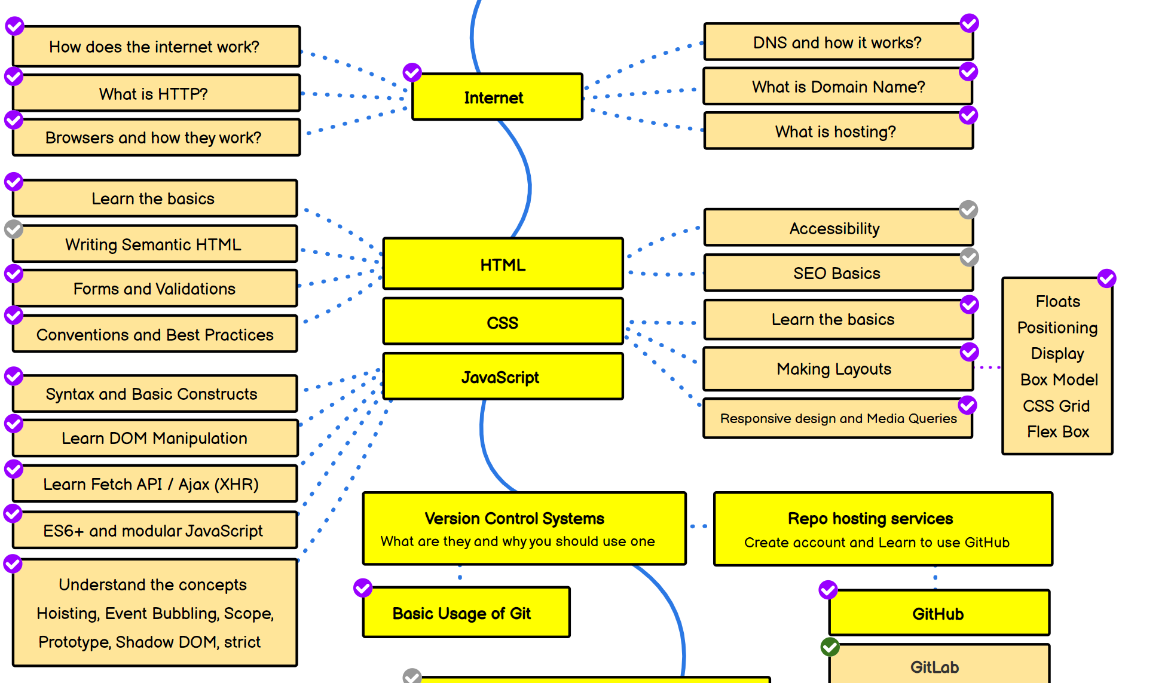 How does the internet work?
What is HTTP?
Browsers and how they work?
Internet
DNS and how it works?
What is Domain Name?
What is hosting?
Learn the basics
Writing Semantic HTML
Forms and Validations
Conventions and Best Practices
HTML
CSS
JavaScript
Accessibility
SEO Basics
Learn the basics
Making Layouts
Responsive design and Media Queries
Floats
Positioning
Display
Box Model
CSS Grid
Flex Box
Syntax and Basic Constructs
Learn DOM Manipulation
Learn Fetch API / Ajax (XHR)
ES6+ and modular JavaScript
Understand the concepts
Hoisting, Event Bubbling, Scope,
Prototype, Shadow DOM, strict
Version Control Systems
What are they and why you should use one
Repo hosting services
Create account and Learn to use GitHub
Basic Usage of Git
GitHub
GitLab